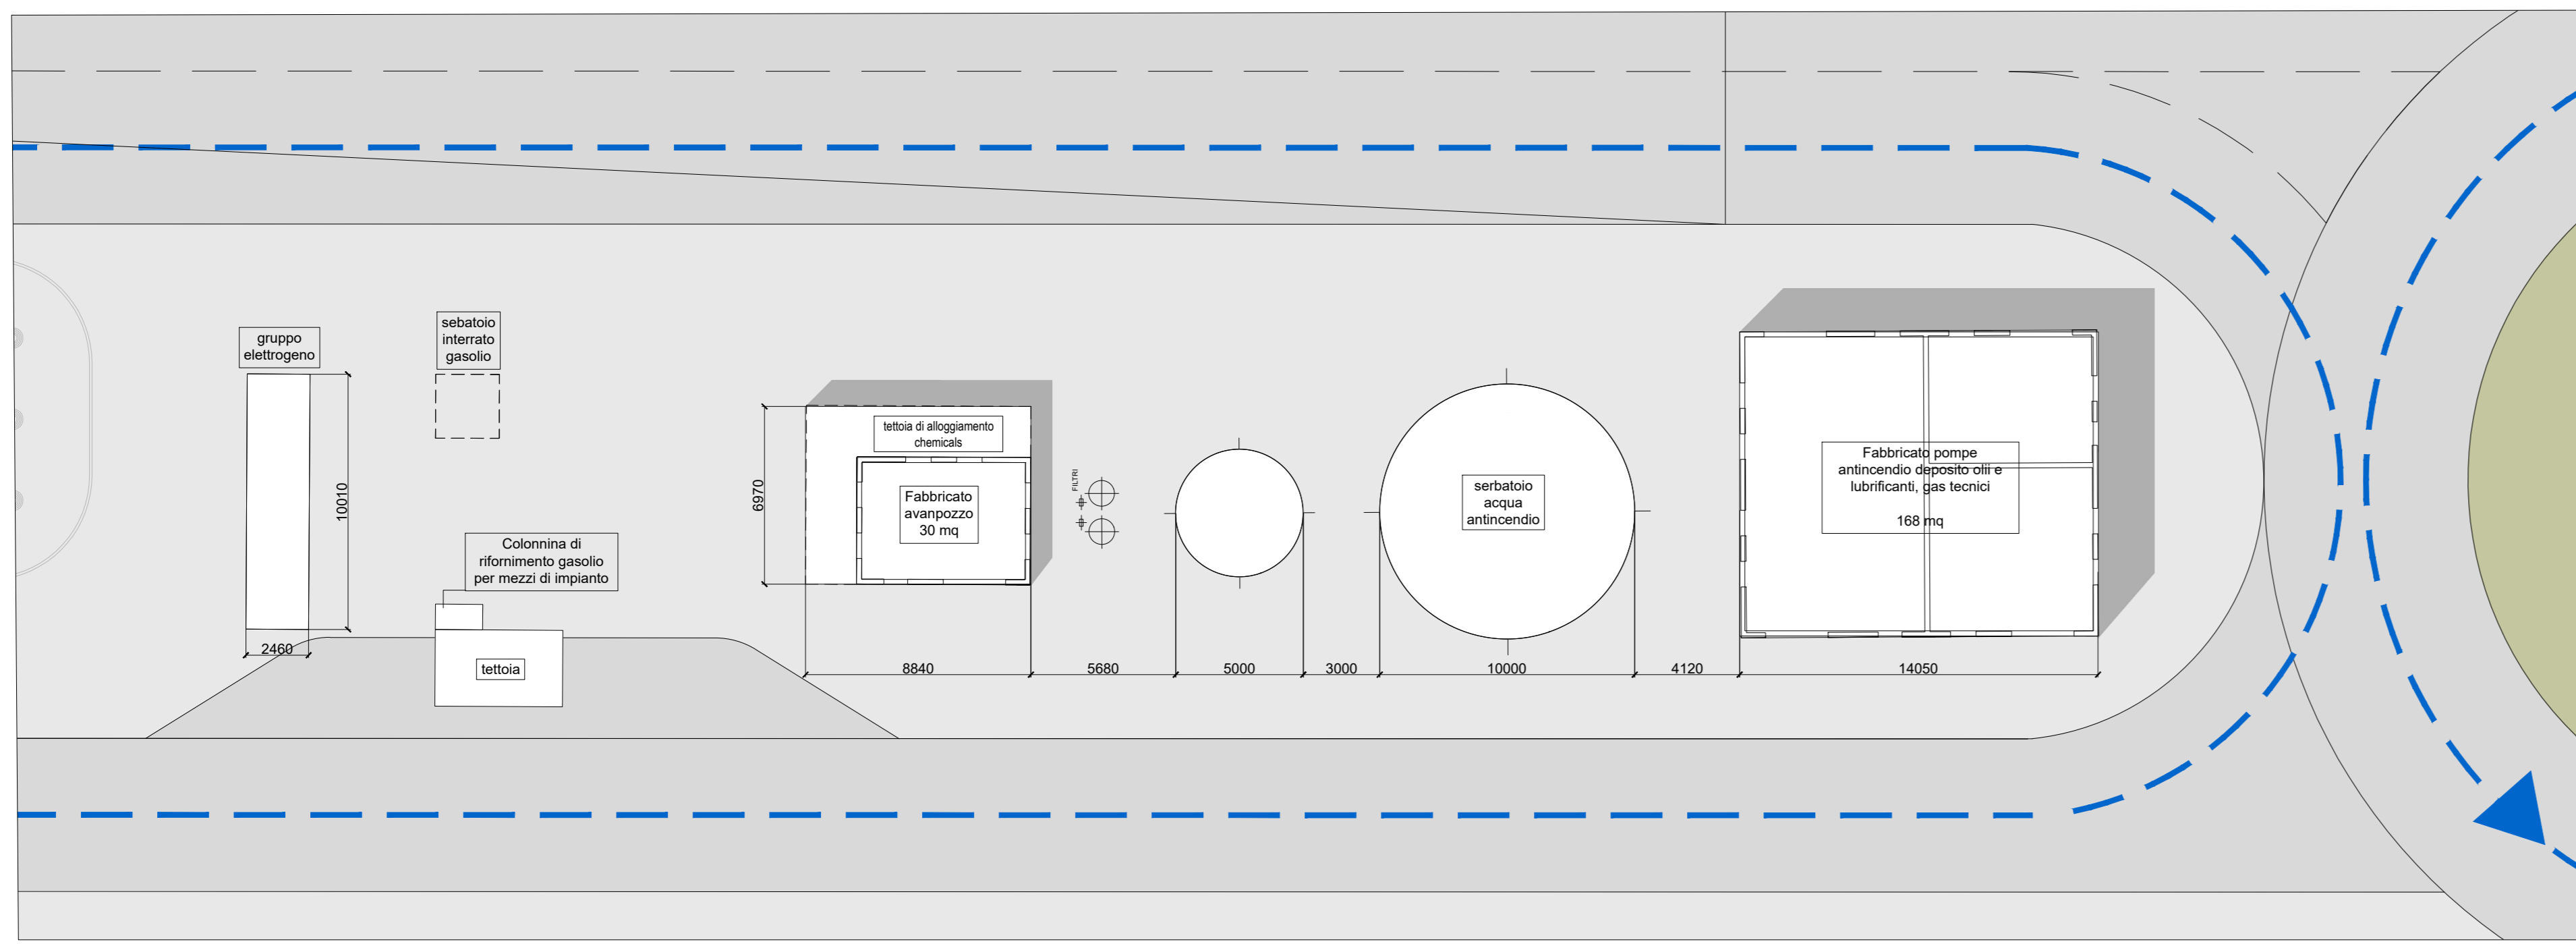 gruppo
elettrogeno
sebatoio
interrato
gasolio
10010
2460
Colonnina di
rifornimento gasolio
per mezzi di impianto
tettoia
6970
tettoia di alloggiamento
chemicals
Fabbricato
avanpozzo
30 mq
FILTRI
serbatoio
acqua
antincendio
Fabbricato pompe
antincendio deposito olii e
lubrificanti, gas tecnici
168 mq
8840
5680
5000
3000
10000
4120
14050